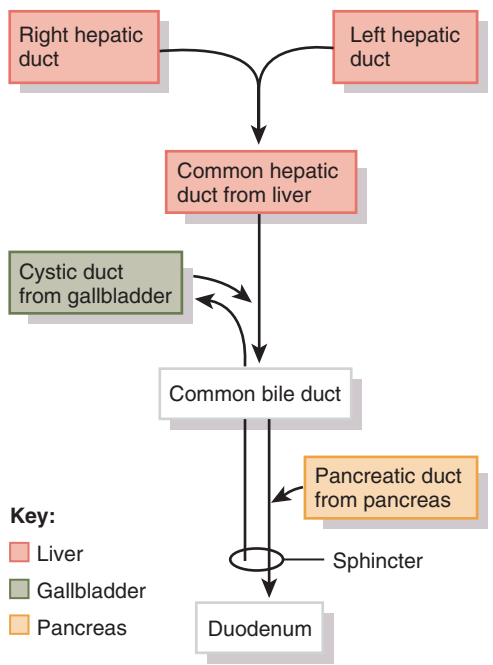 Right hepatic
duct
Left hepatic
duct
Common hepatic
duct from liver
Cystic duct
from gallbladder
Common bile duct
Pancreatic duct
from pancreas
Key:
Liver
Gallbladder
Pancreas
Sphincter
Duodenum